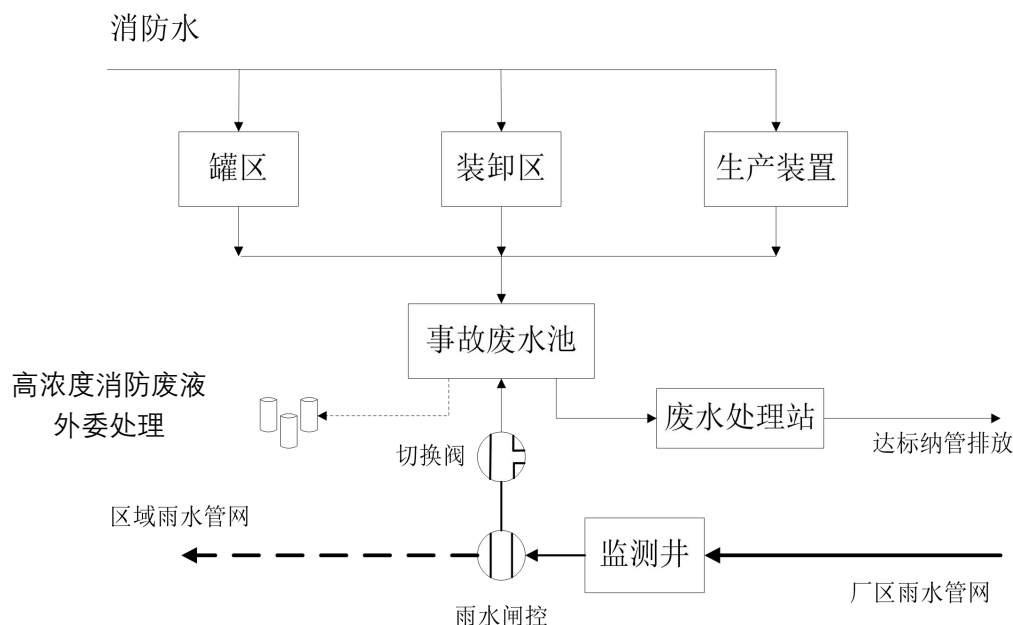 消防水
罐区
装卸区
生产装置
事故废水池
高浓度消防废液
外委处理
废水处理站
达标纳管排放
切换阀
区域雨水管网
监测井
厂区雨水管网
雨水闸控